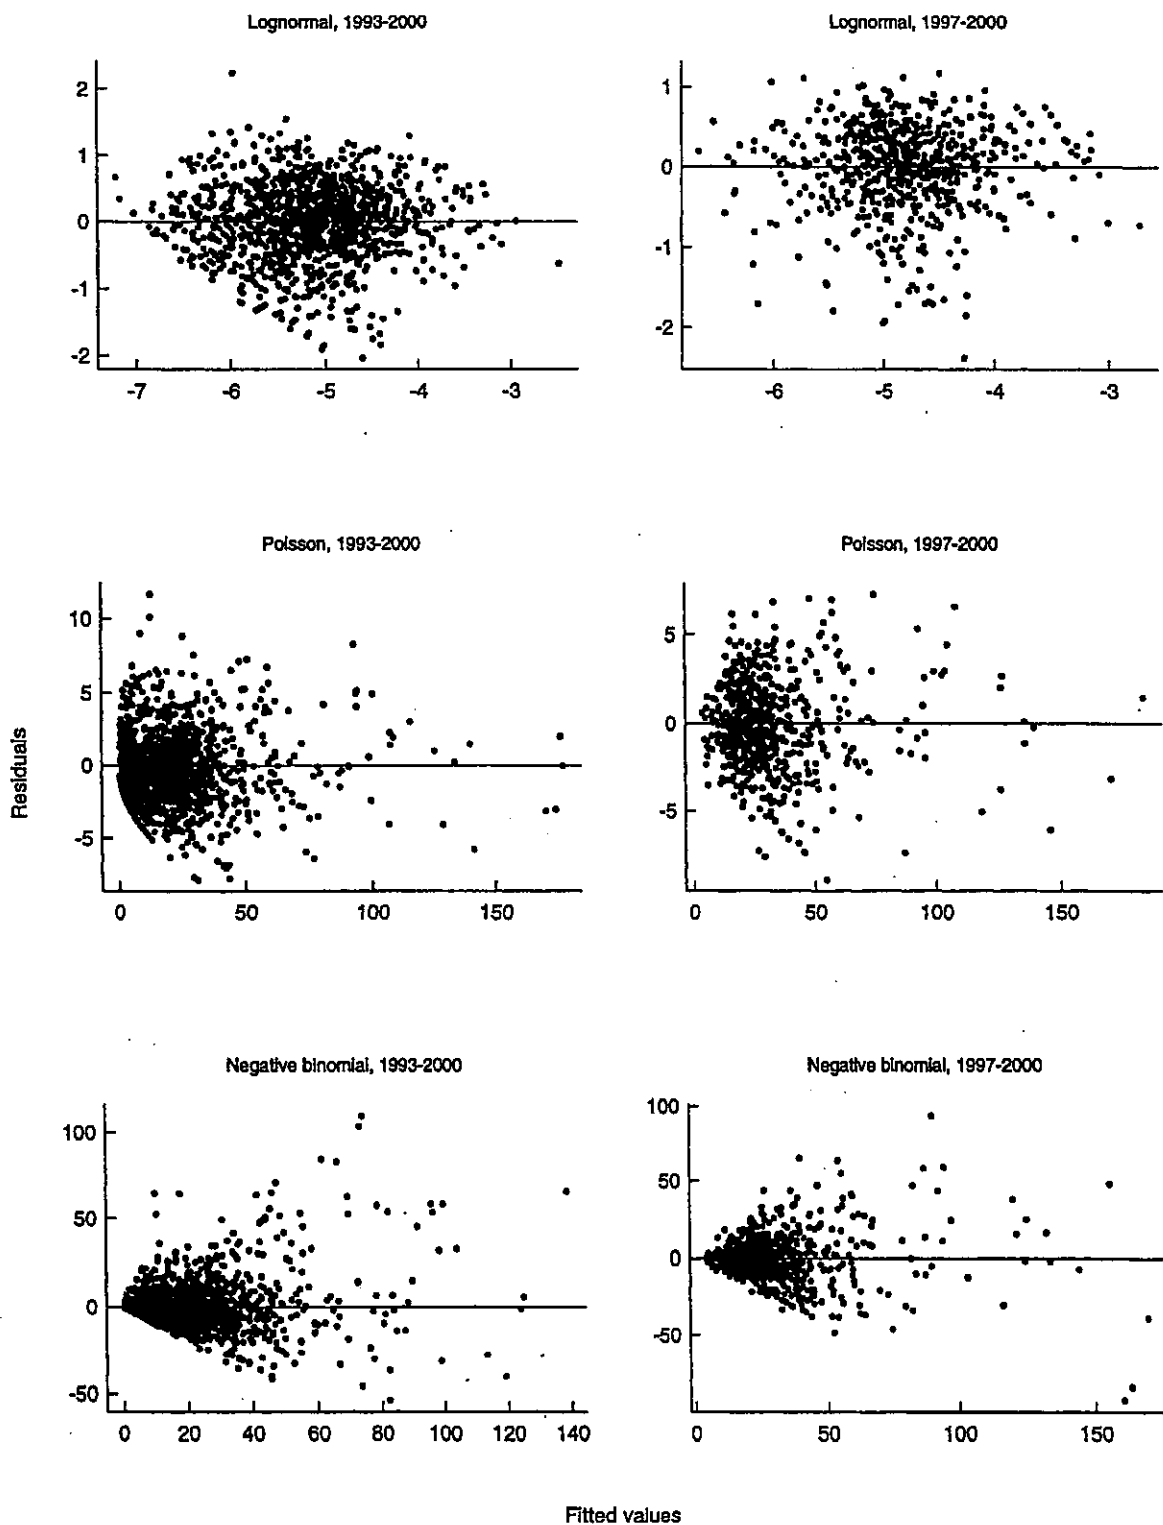 Lognormal, 1993-2000
Lognormal, 1997-2000
2
1
0
-1
-2
-7 -6 -5 -4 -3
1
0
-1
-2
-6 -5 -4 -3
Poisson, 1993-2000
Poisson, 1997-2000
Residuals
10
5
0
-5
0 50 100 150
5
0
-5
0 50 100 150
Negative binomial, 1993-2000
Negative binomial, 1997-2000
100
50
0
-50
0 20 40 60 80 100 120 140
100
50
0
-50
0 50 100 150
Fitted values